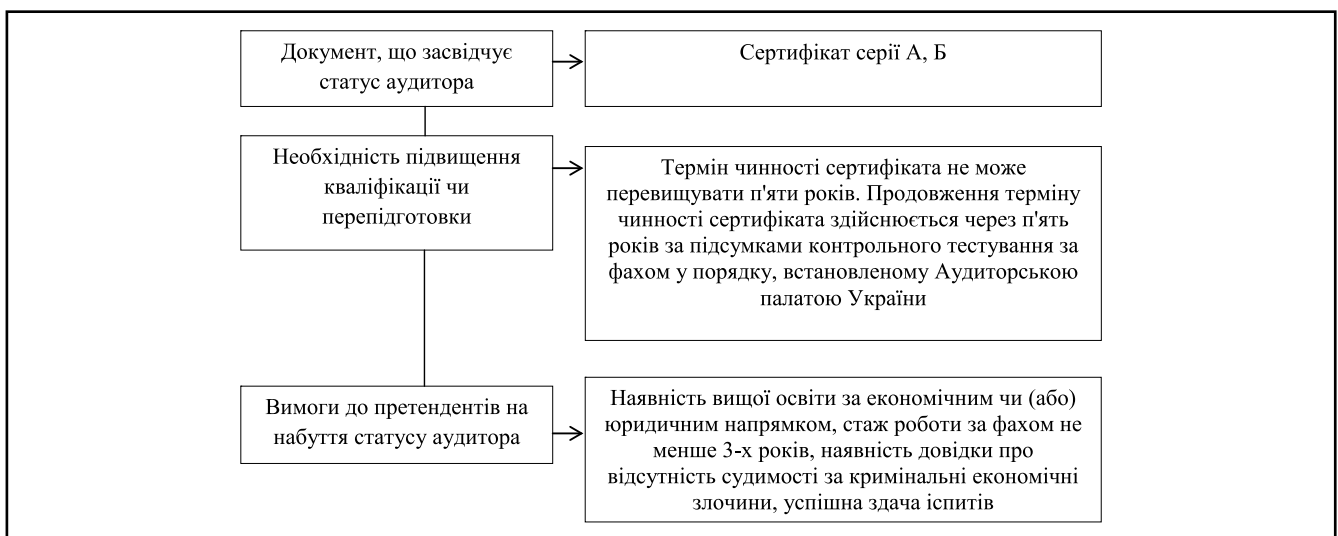 Документ, що засвідчує
статус аудитора
Сертифікат серії А, Б
Необхідність підвищення
кваліфікації чи
перепідготовки
Термін чинності сертифіката не може
перевищувати п'яти років. Продовження терміну
чинності сертифіката здійснюється через п'ять
років за підсумками контрольного тестування за
фахом у порядку, встановленому Аудиторською
палатою України
Вимоги до претендентів на
набуття статусу аудитора
Наявність вищої освіти за економічним чи (або)
юридичним напрямком, стаж роботи за фахом не
менше 3-х років, наявність довідки про
відсутність судимості за кримінальні економічні
злочини, успішна здача іспитів